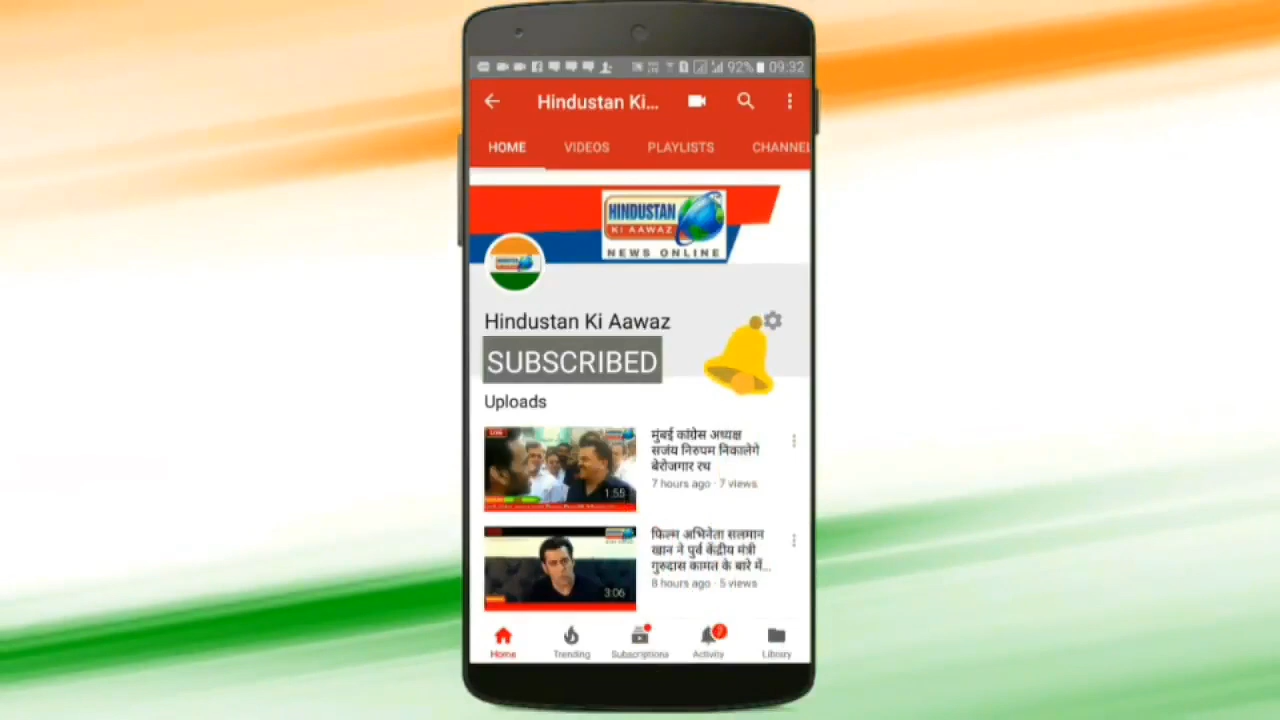 92% 09:32
Hindustan Ki...
HOME VIDEOS PLAYLISTS CHANNEL
HINDUSTAN
KI AAWAZ
NEWS ONLINE
Hindustan Ki Aawaz
SUBSCRIBED
Uploads
LIVE
1:55
मुंबई कांग्रेस अध्यक्ष
सजंय निरुपम निकालेगे
बेरोजगार रथ
7 hours ago · 7 views
3:06
फिल्म अभिनेता सलमान
खान ने पुर्व केंद्रीय मंत्री
गुरुदास कामत के बारे में...
8 hours ago · 5 views
Home Trending Subscriptions Activity Library